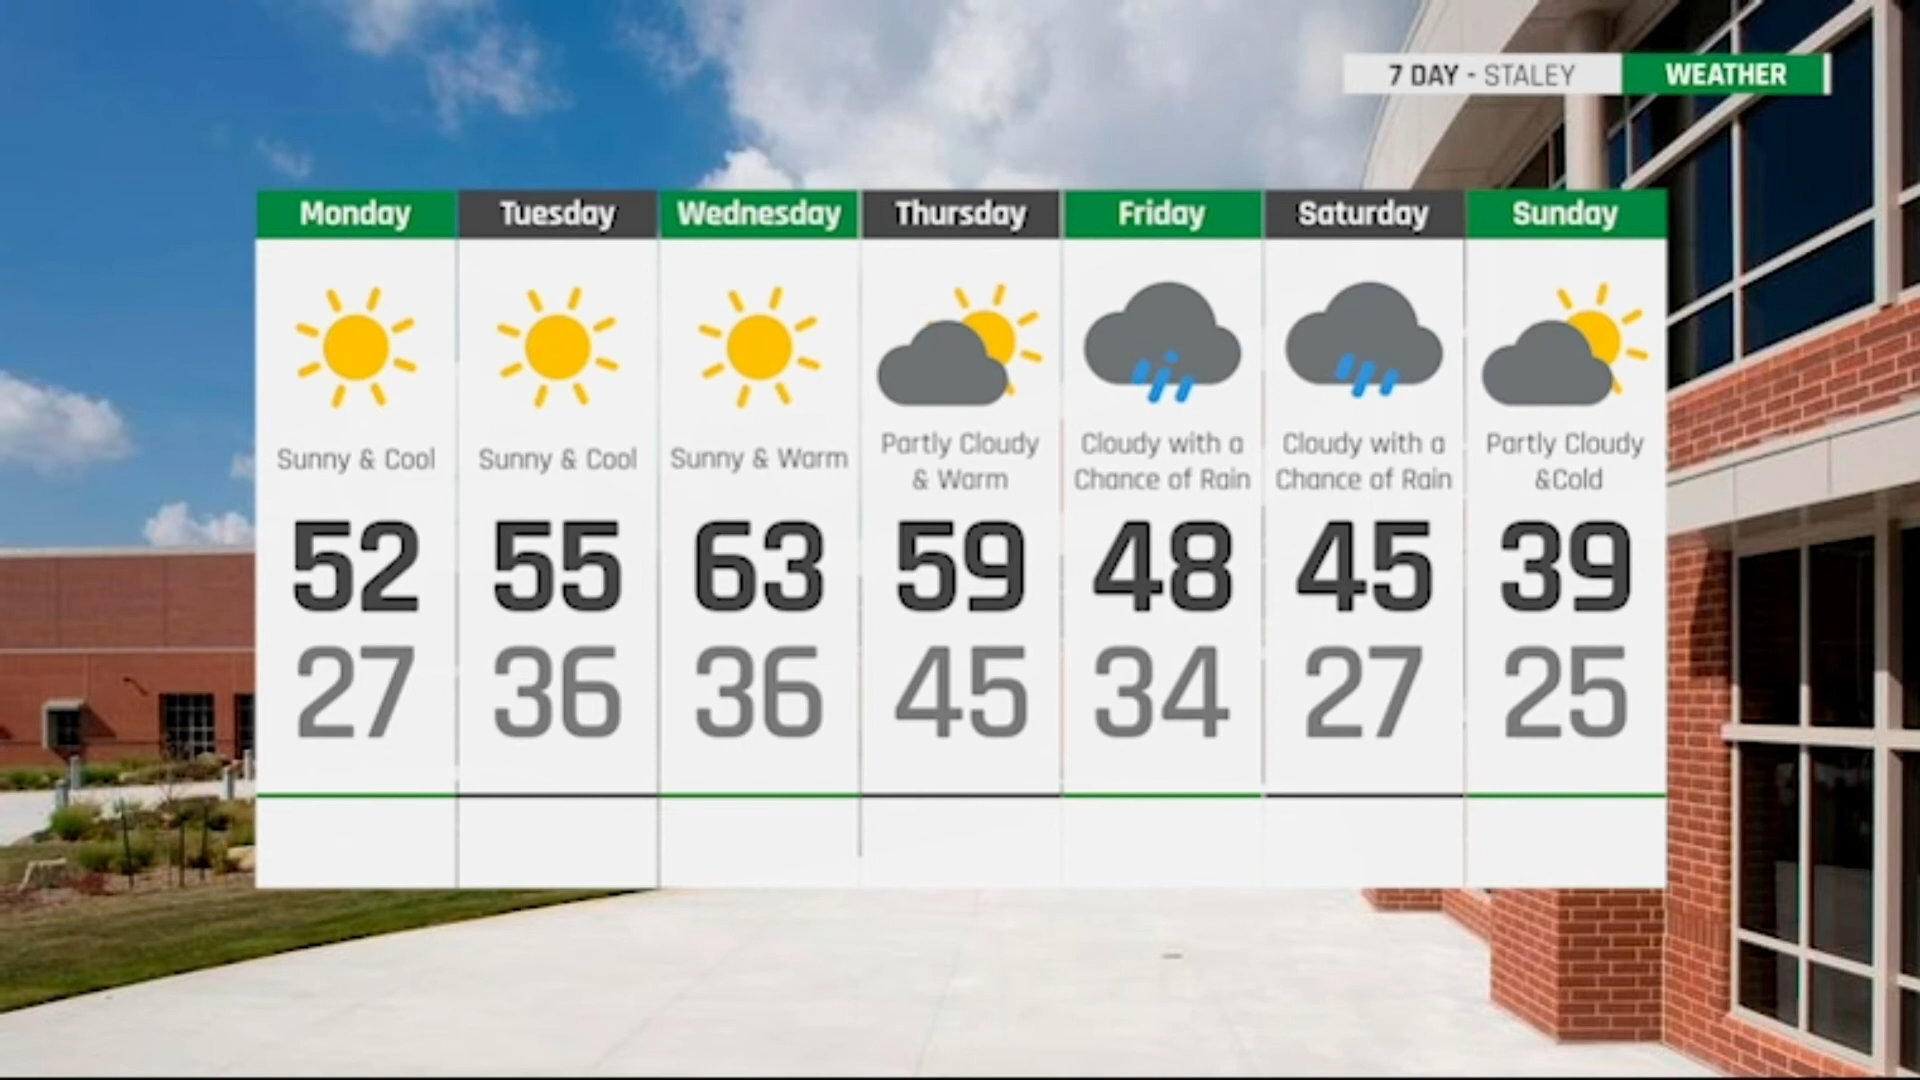 7 DAY - STALEY WEATHER
Monday Tuesday Wednesday Thursday Friday Saturday Sunday
Sunny & Cool
Sunny & Cool
Sunny & Warm
Partly Cloudy
& Warm
Cloudy with a
Chance of Rain
Cloudy with a
Chance of Rain
Partly Cloudy
&Cold
52 55 63 59 48 45 39
27 36 36 45 34 27 25